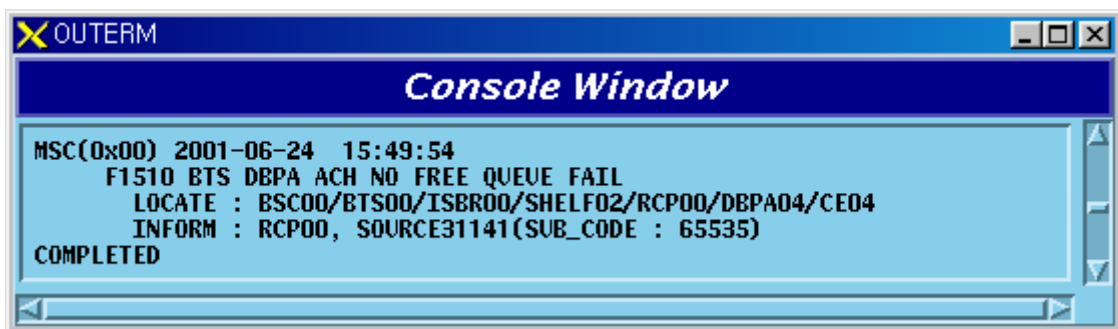 OUTERM
Console Window
MSC(0x00) 2001-06-24 15:49:54
F1510 BTS DBPA ACH NO FREE QUEUE FAIL
LOCATE : BSC00/BTS00/ISBR00/SHELF02/RCP00/DBPA04/CE04
INFORM : RCP00, SOURCE31141(SUB_CODE : 65535)
COMPLETED